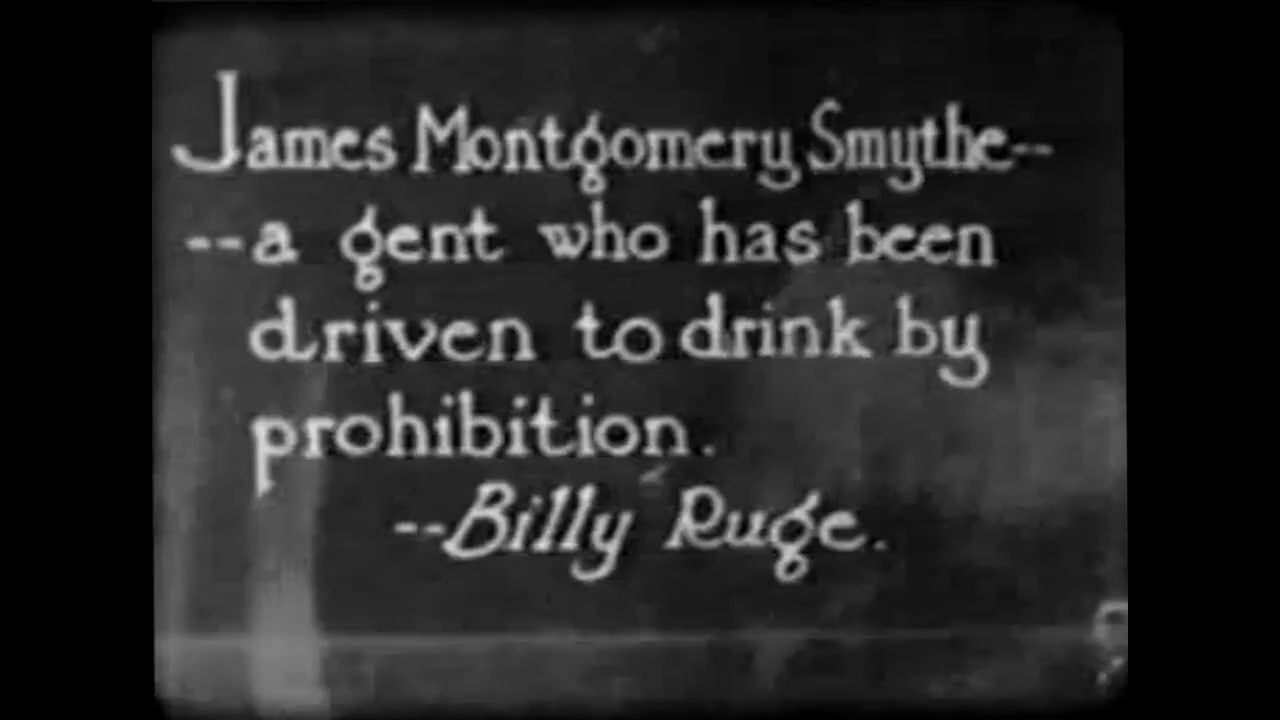 James Montgomery Smythe--
--a gent who has been
driven to drink by
prohibition.
--Billy Ruge.